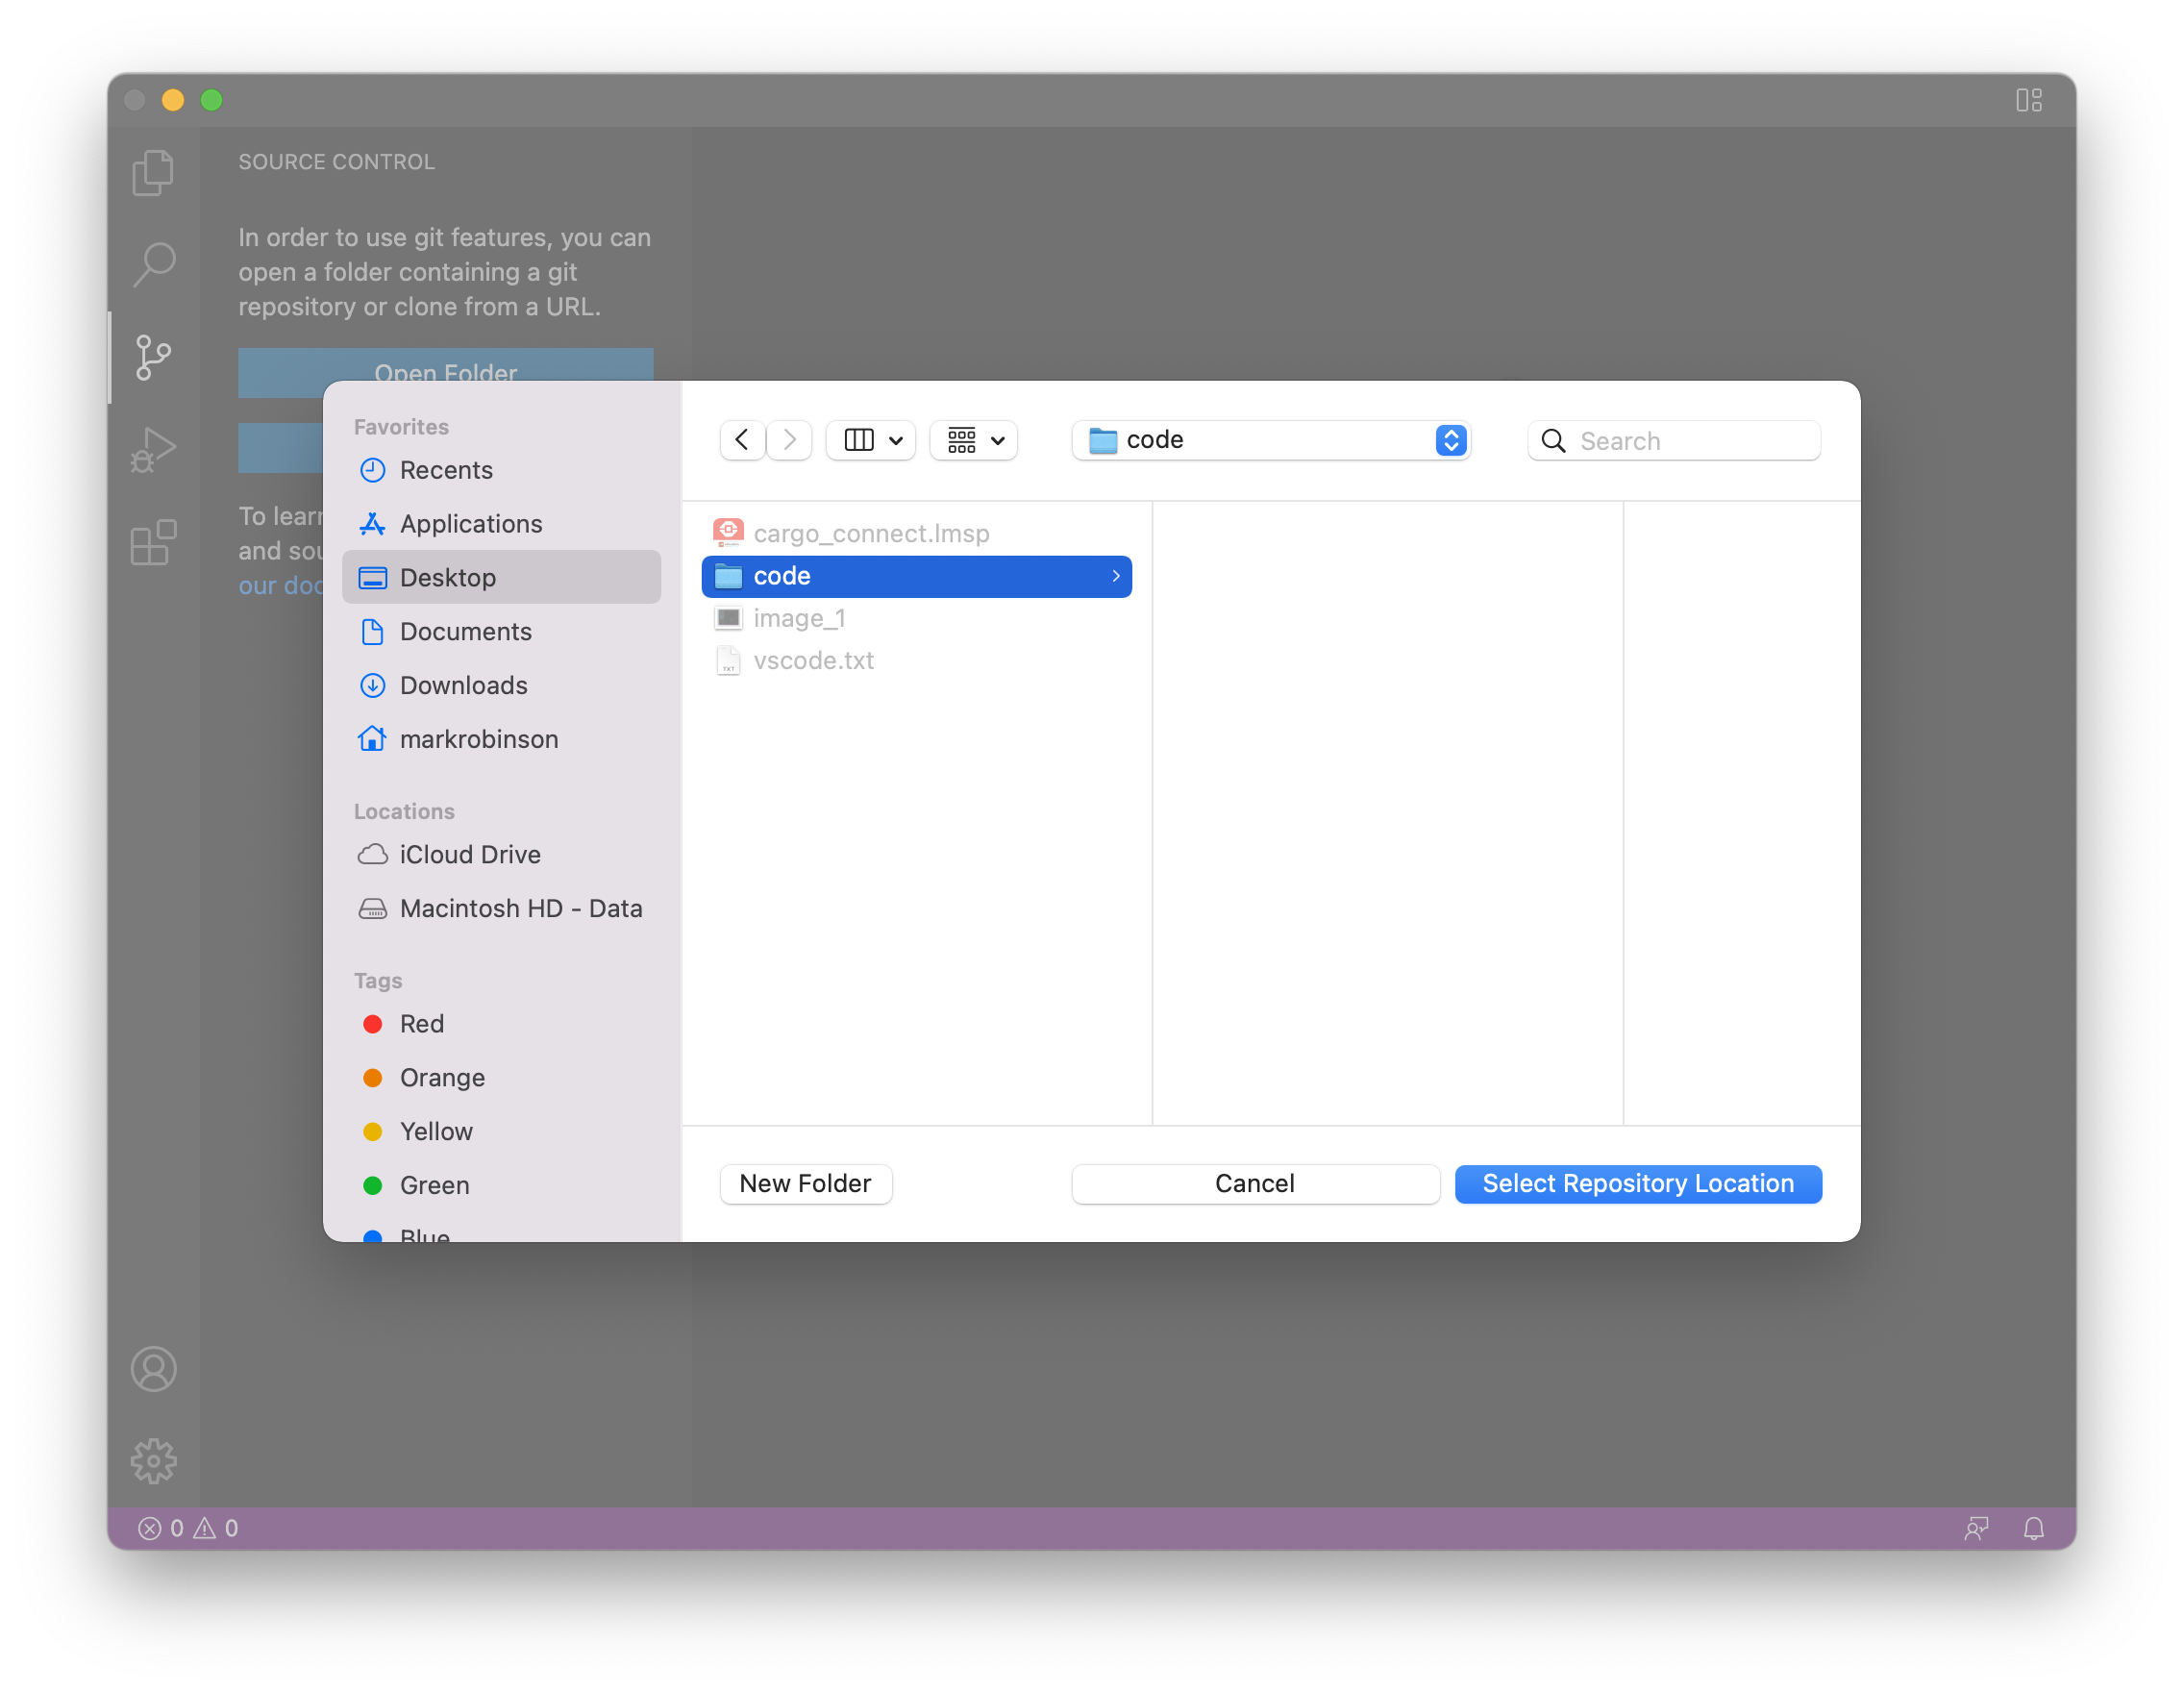 SOURCE CONTROL
In order to use git features, you can
open a folder containing a git
repository or clone from a URL.
Open Folder
To learn
and sou
our doc
Favorites
Recents
Applications
Desktop
Documents
Downloads
markrobinson
Locations
iCloud Drive
Macintosh HD - Data
Tags
Red
Orange
Yellow
Green
Blue
code
Search
cargo_connect.lmsp
code
image_1
vscode.txt
New Folder
Cancel
Select Repository Location
0 0